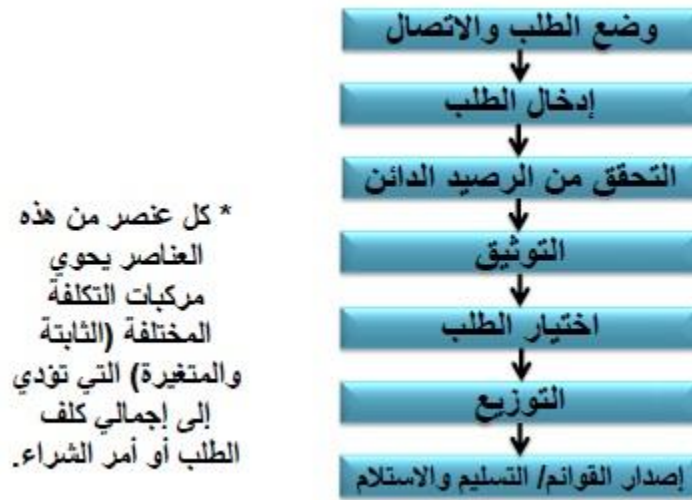 وضع الطلب والاتصال
إدخال الطلب
التحقق من الرصيد الدائن
التوثيق
اختيار الطلب
التوزيع
إصدار القوائم/ التسليم والاستلام
* كل عنصر من هذه
العناصر يحوي
مركبات التكلفة
المختلفة (الثابتة
والمتغيرة) التي تؤدي
إلى إجمالي كلف
الطلب أو أمر الشراء.